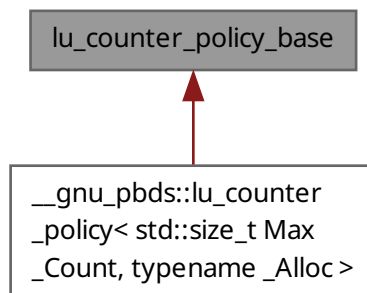 lu_counter_policy_base
__gnu_pbds::lu_counter
_policy< std::size_t Max
_Count, typename _Alloc >